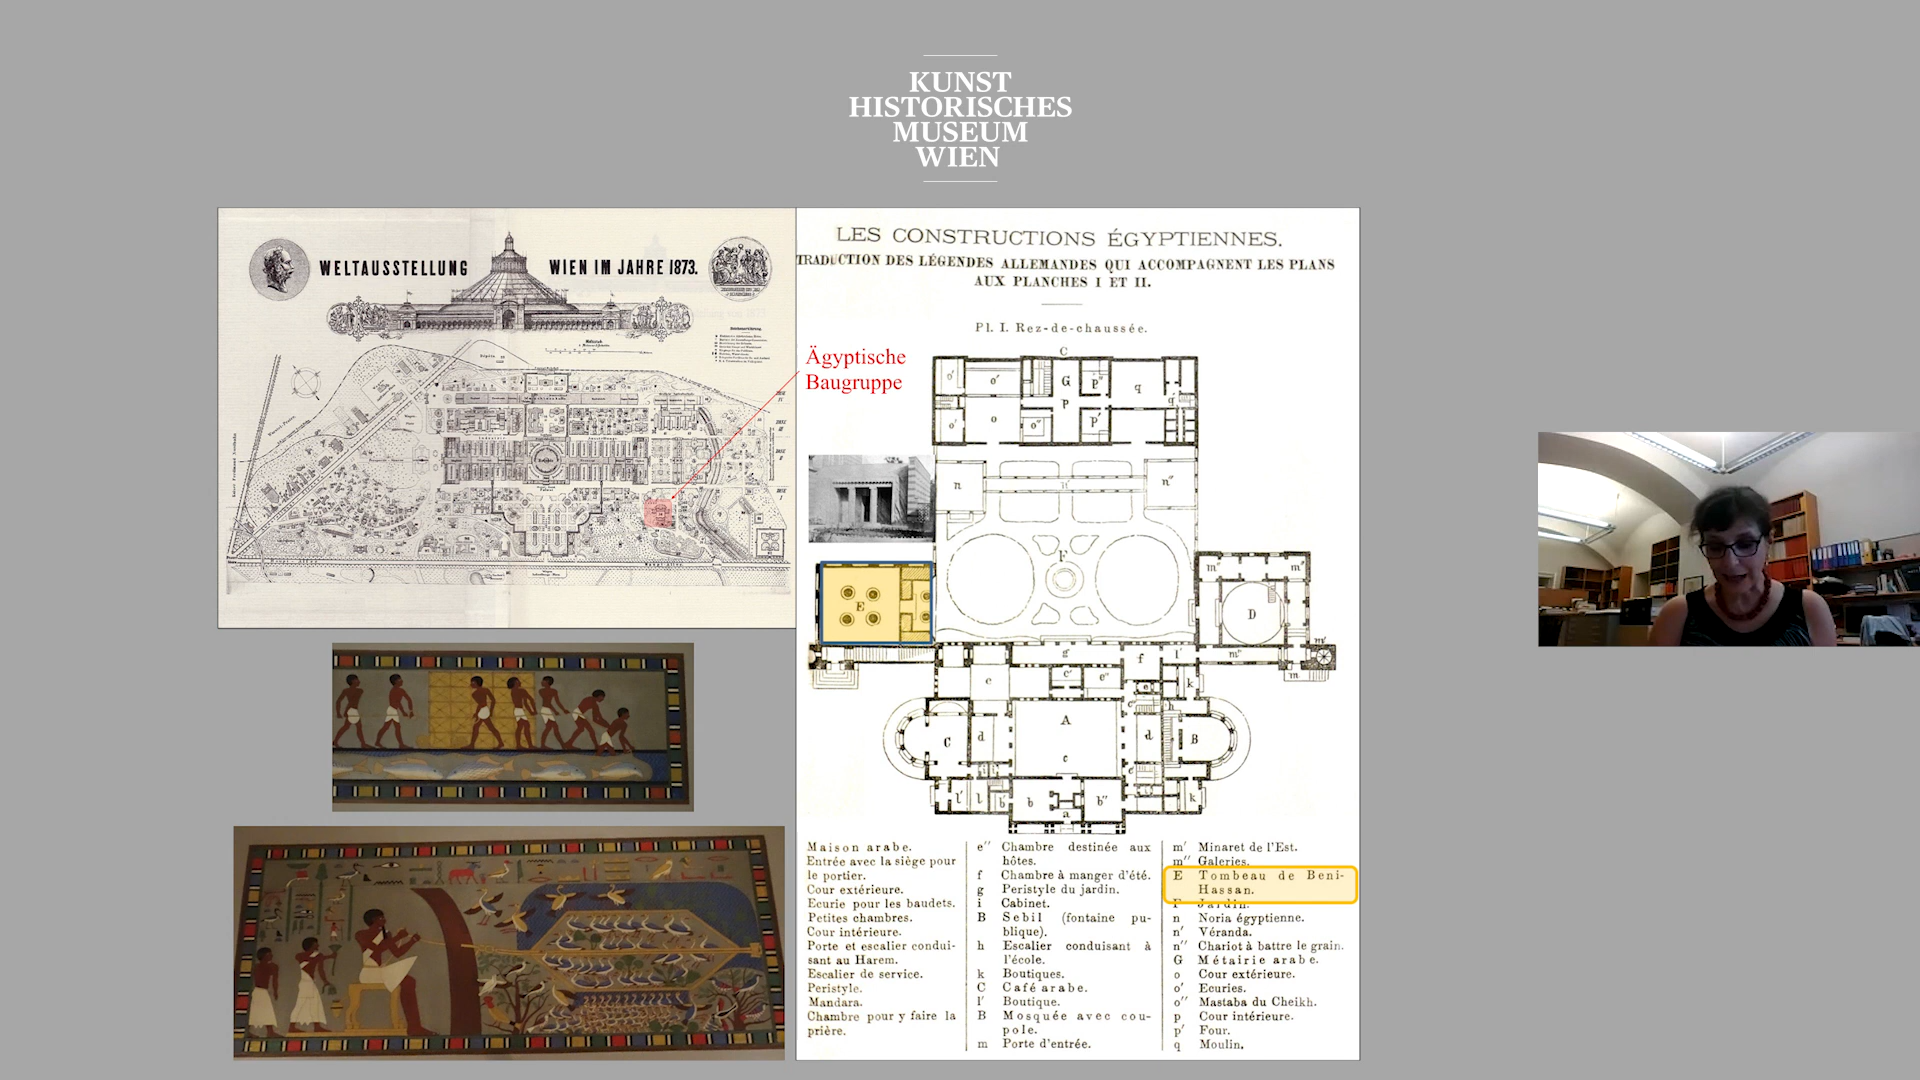 KUNST
HISTORISCHES
MUSEUM
WIEN
WELTAUSSTELLUNG WIEN IM JAHRE 1873.
Ägyptische
Baugruppe
LES CONSTRUCTIONS ÉGYPTIENNES.
TRADUCTION DES LÉGENDES ALLEMANDES QUI ACCOMPAGNENT LES PLANS
AUX PLANCHES I ET II.
Pl. I. Rez-de-chaussée.
C
o' o' G p" q
q'
o' o o" P p'
n n' n"
F
E
m" m"
D
g f l' m" m'
e c' e" e k m
A
C d d B
c
l' l b' b b" k
a
Maison arabe.
Entrée avec la siège pour
le portier.
Cour extérieure.
Ecurie pour les baudets.
Petites chambres.
Cour intérieure.
Porte et escalier condui-
sant au Harem.
Escalier de service.
Peristyle.
Mandara.
Chambre pour y faire la
prière.
e" Chambre destinée aux
hôtes.
f Chambre à manger d'été.
g Peristyle du jardin.
i Cabinet.
B Sebil (fontaine pu-
blique).
h Escalier conduisant à
l'école.
k Boutiques.
C Café arabe.
l' Boutique.
B Mosquée avec cou-
pole.
m Porte d'entrée.
m' Minaret de l'Est.
m" Galeries.
E Tombeau de Beni-
Hassan.
F Jardin.
n Noria égyptienne.
n' Véranda.
n" Chariot à battre le grain.
G Métairie arabe.
o Cour extérieure.
o' Ecuries.
o" Mastaba du Cheikh.
p Cour intérieure.
p' Four.
q Moulin.